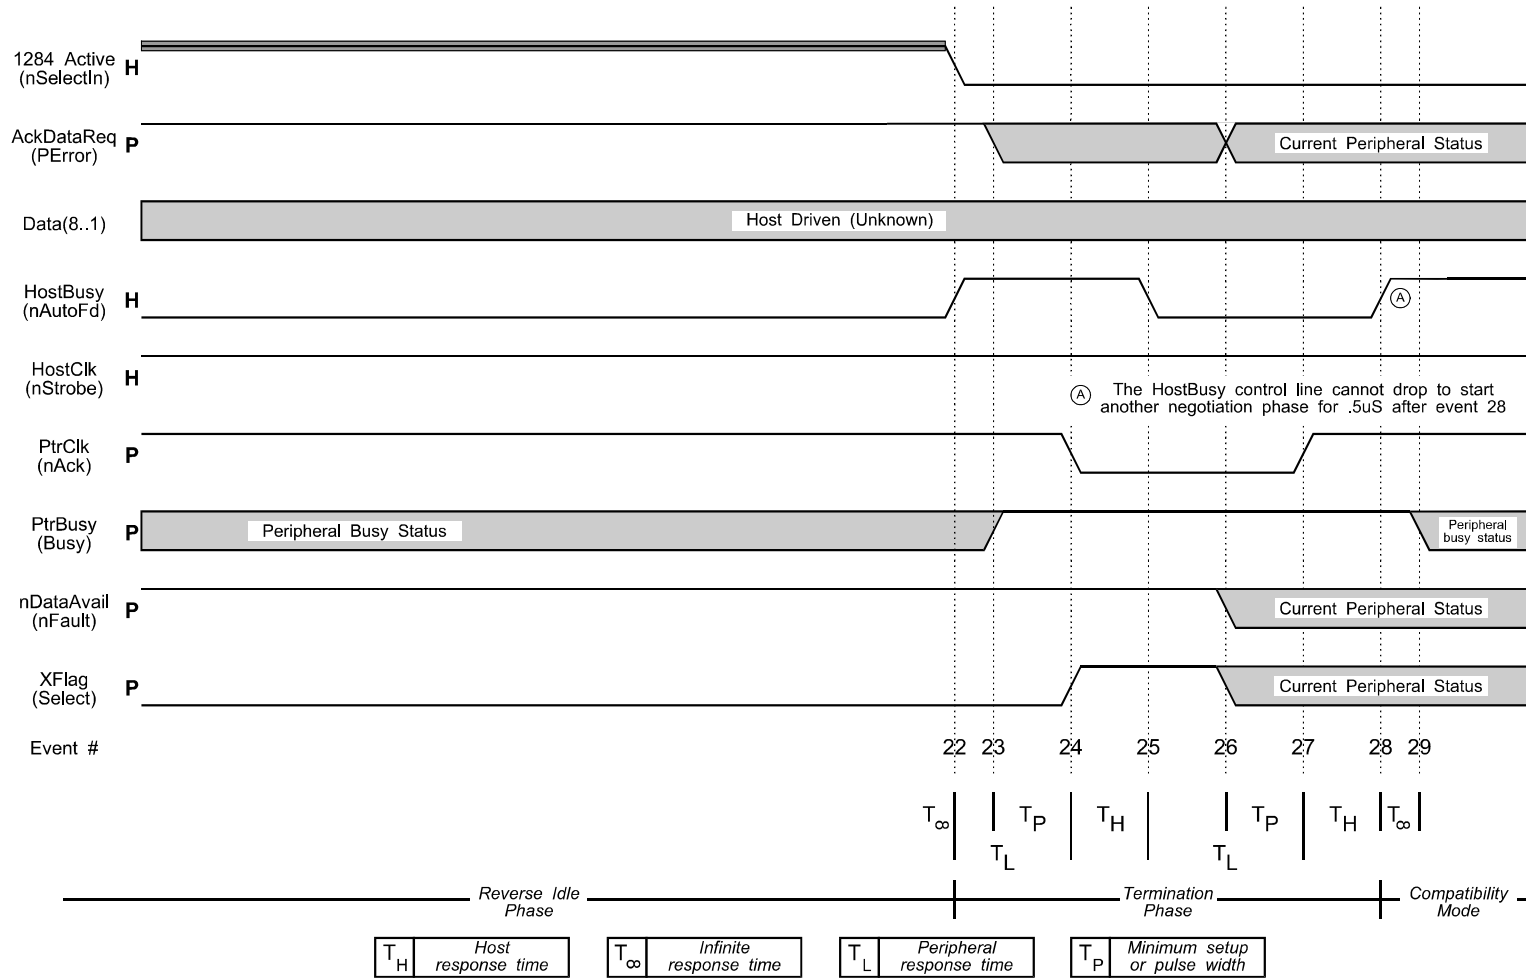 1284 Active
(nSelectIn)
H
AckDataReq
(PError)
P
Current Peripheral Status
Data(8..1)
Host Driven (Unknown)
HostBusy
(nAutoFd)
H
A
HostClk
(nStrobe)
H
A The HostBusy control line cannot drop to start
another negotiation phase for .5uS after event 28
PtrClk
(nAck)
P
PtrBusy
(Busy)
P
Peripheral Busy Status
Peripheral
busy status
nDataAvail
(nFault)
P
Current Peripheral Status
XFlag
(Select)
P
Current Peripheral Status
Event # 22 23 24 25 26 27 28 29
T∞ TP TH TP TH T∞
TL TL
Reverse Idle
Phase
Termination
Phase
Compatibility
Mode
TH Host
response time
T∞ Infinite
response time
TL Peripheral
response time
TP Minimum setup
or pulse width